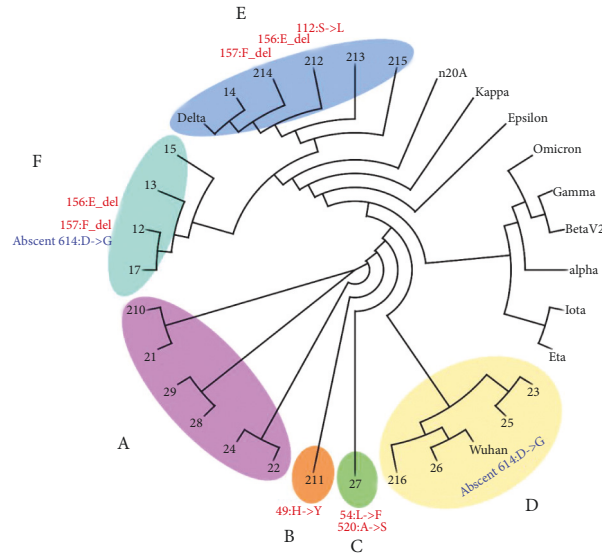 E
112:S->L
156:E_del
157:F_del
212
213
214
215
n20A
14
Delta
Kappa
Epsilon
15
F
Omicron
13
Gamma
156:E_del
157:F_del
12
BetaV2
Abscent 614:D->G
17
alpha
210
Iota
21
Eta
29
23
28
25
A
24
Wuhan
22
26
Abscent 614:D->G
211
27
216
D
49:H->Y
54:L->F
520:A->S
B
C